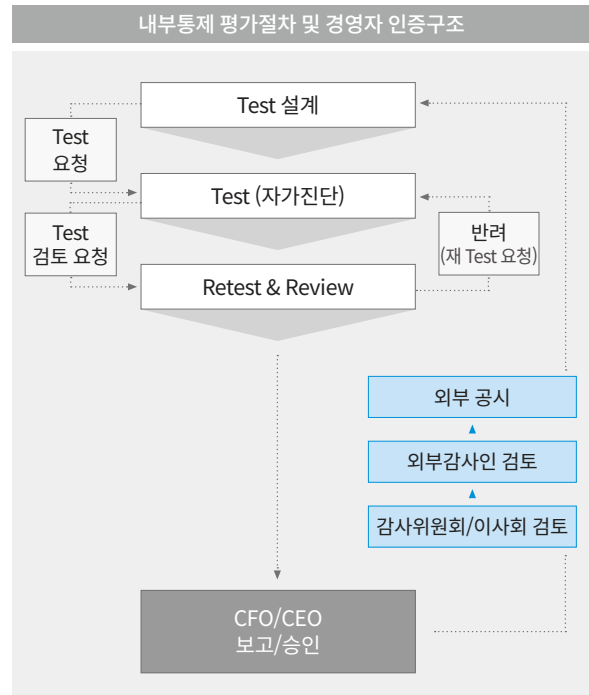 내부통제 평가절차 및 경영자 인증구조
Test 설계
Test
요청
Test (자가진단)
Test
검토 요청
반려
(재 Test 요청)
Retest & Review
외부 공시
외부감사인 검토
감사위원회/이사회 검토
CFO/CEO
보고/승인